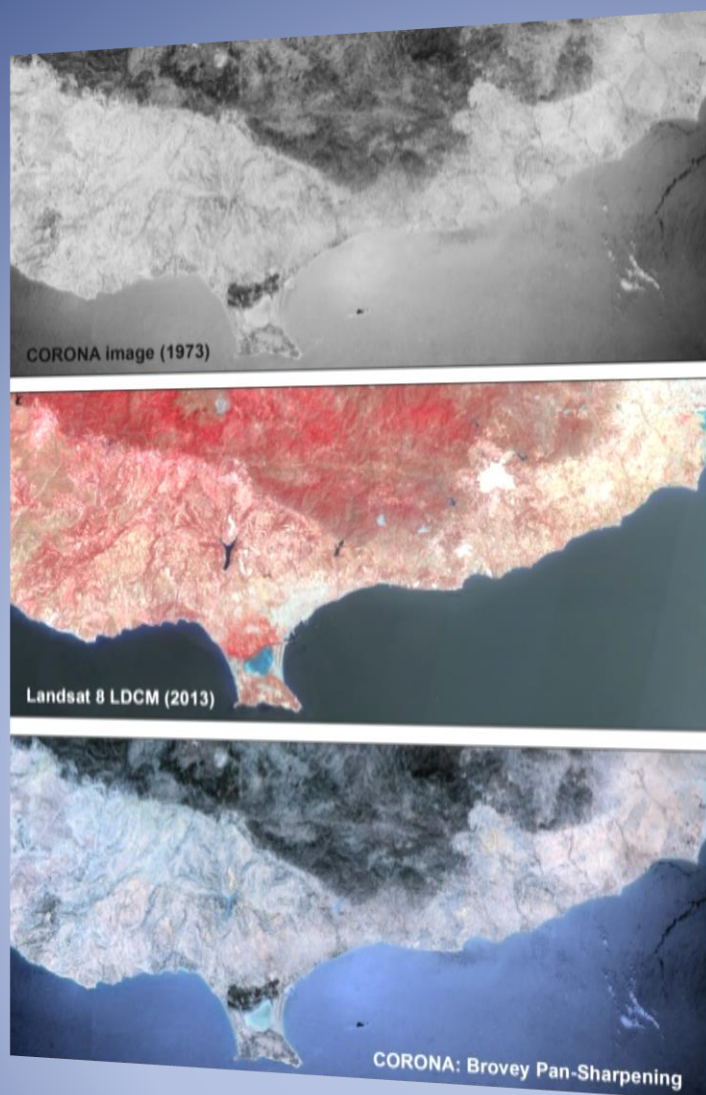 CORONA image (1973)
Landsat 8 LDCM (2013)
CORONA: Brovey Pan-Sharpening